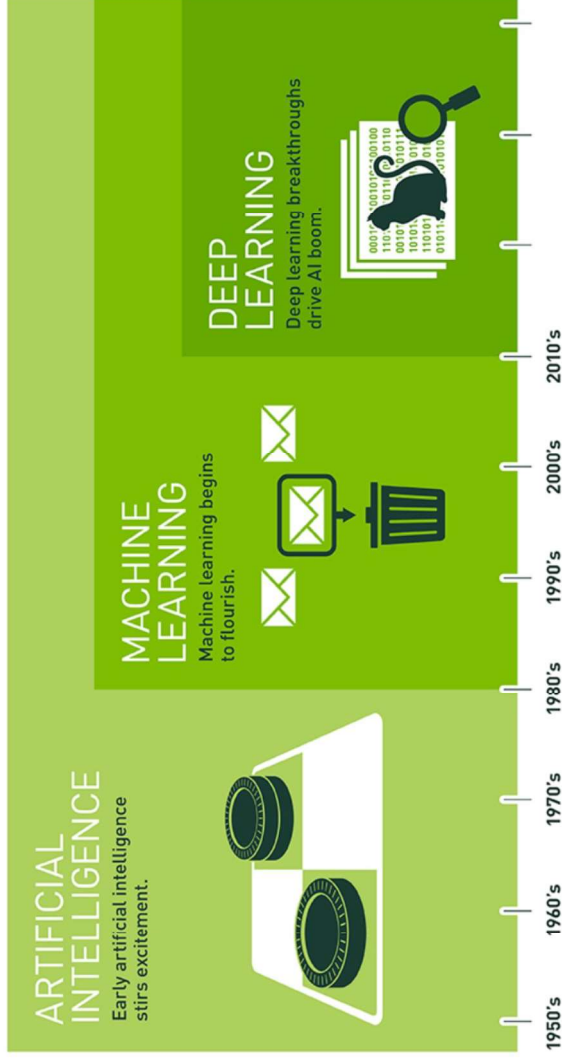 ARTIFICIAL
INTELLIGENCE
Early artificial intelligence
stirs excitement.
MACHINE
LEARNING
Machine learning begins
to flourish.
DEEP
LEARNING
Deep learning breakthroughs
drive AI boom.
1950's
1960's
1970's
1980's
1990's
2000's
2010's